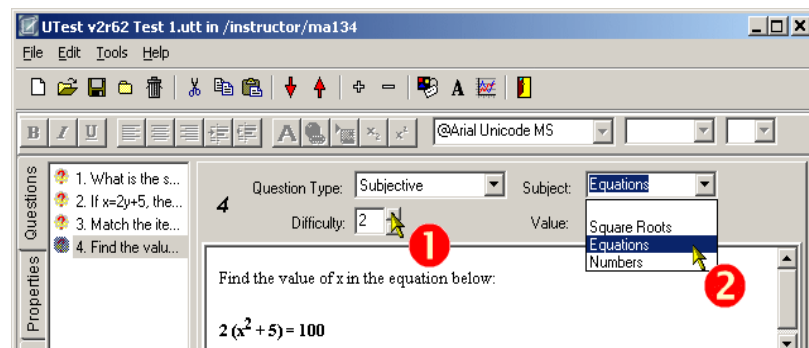 UTest v2r62 Test 1.utt in /instructor/ma134
File Edit Tools Help
A
B I U A x₂ x² @Arial Unicode MS
Questions
Properties
1. What is the s...
2. If x=2y+5, the...
3. Match the ite...
4. Find the valu...
4 Question Type: Subjective Subject: Equations
Difficulty: 2 Value:
Square Roots
Equations
Numbers
1
2
Find the value of x in the equation below:
2 (x² + 5) = 100